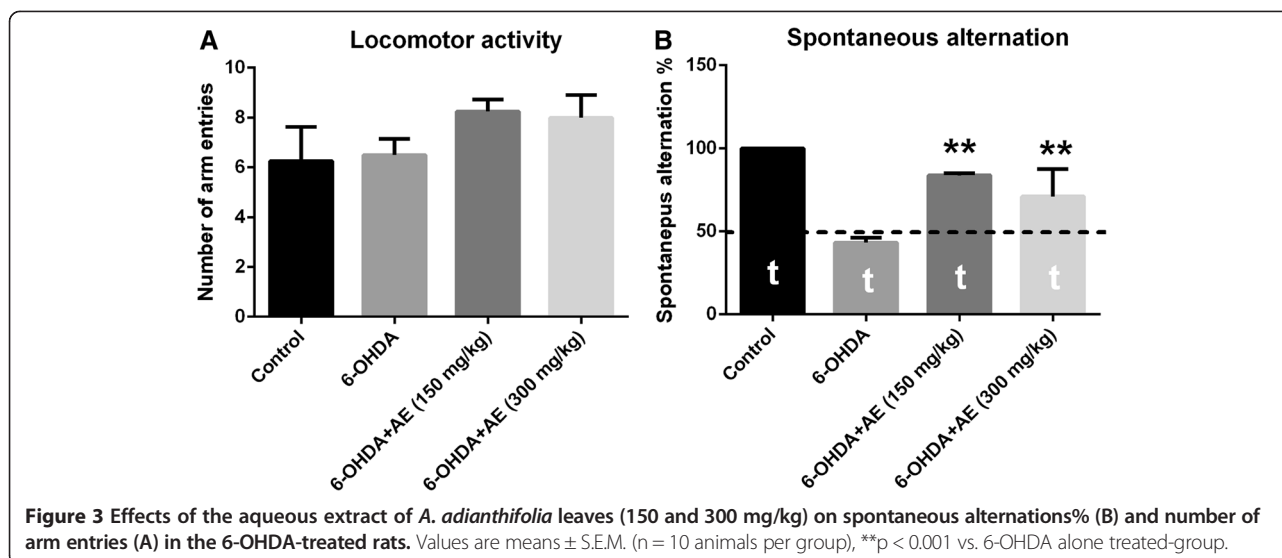 A
Locomotor activity
Number of arm entries
10
8
6
4
2
0
Control
6-OHDA
6-OHDA+AE (150 mg/kg)
6-OHDA+AE (300 mg/kg)
B
Spontaneous alternation
Spontanepus alternation %
150
100
50
0
**
**
t
t
t
t
Control
6-OHDA
6-OHDA+AE (150 mg/kg)
6-OHDA+AE (300 mg/kg)
Figure 3 Effects of the aqueous extract of A. adianthifolia leaves (150 and 300 mg/kg) on spontaneous alternations% (B) and number of
arm entries (A) in the 6-OHDA-treated rats. Values are means ± S.E.M. (n = 10 animals per group), **p < 0.001 vs. 6-OHDA alone treated-group.